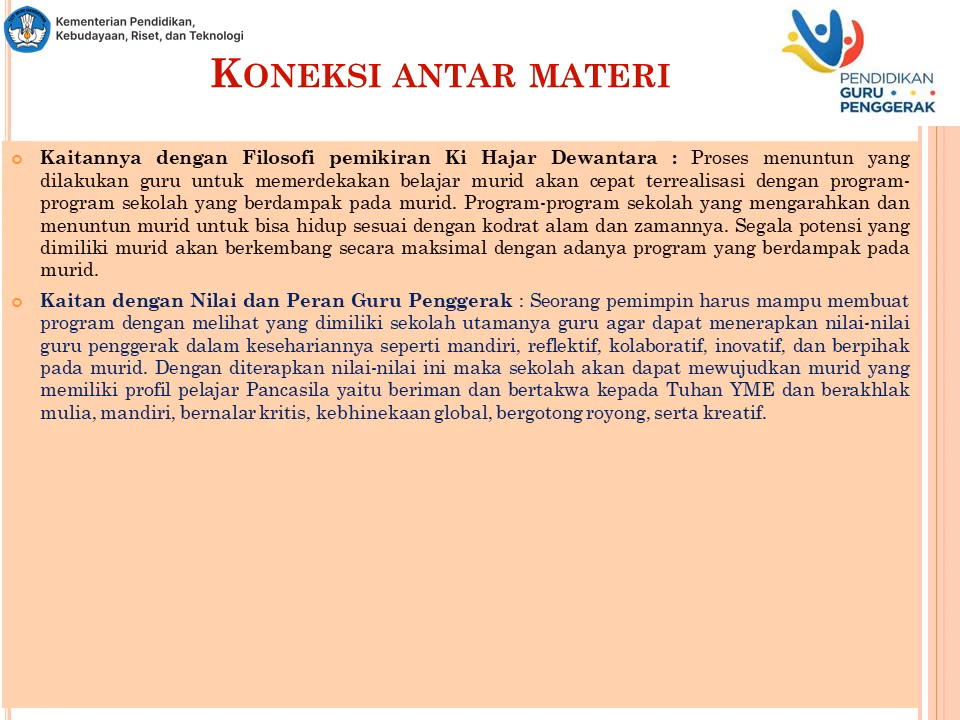 Kementerian Pendidikan,
Kebudayaan, Riset, dan Teknologi
KONEKSI ANTAR MATERI
PENDIDIKAN
GURU
PENGGERAK
Kaitannya dengan Filosofi pemikiran Ki Hajar Dewantara : Proses menuntun yang
dilakukan guru untuk memerdekakan belajar murid akan cepat terrealisasi dengan program-
program sekolah yang berdampak pada murid. Program-program sekolah yang mengarahkan dan
menuntun murid untuk bisa hidup sesuai dengan kodrat alam dan zamannya. Segala potensi yang
dimiliki murid akan berkembang secara maksimal dengan adanya program yang berdampak pada
murid.
Kaitan dengan Nilai dan Peran Guru Penggerak : Seorang pemimpin harus mampu membuat
program dengan melihat yang dimiliki sekolah utamanya guru agar dapat menerapkan nilai-nilai
guru penggerak dalam kesehariannya seperti mandiri, reflektif, kolaboratif, inovatif, dan berpihak
pada murid. Dengan diterapkan nilai-nilai ini maka sekolah akan dapat mewujudkan murid yang
memiliki profil pelajar Pancasila yaitu beriman dan bertakwa kepada Tuhan YME dan berakhlak
mulia, mandiri, bernalar kritis, kebhinekaan global, bergotong royong, serta kreatif.